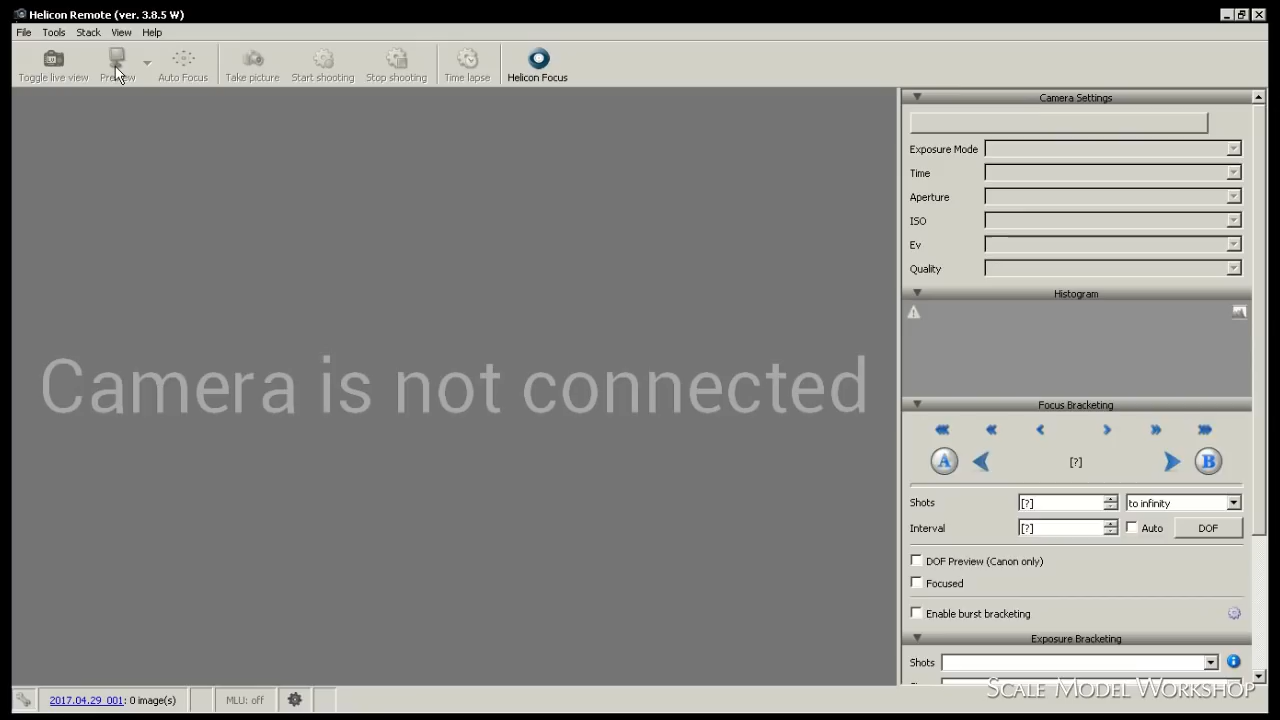 Helicon Remote (ver. 3.8.5 W)
File Tools Stack View Help
Toggle live view Preview Auto Focus Take picture Start shooting Stop shooting Time lapse Helicon Focus
Camera Settings
Exposure Mode
Time
Aperture
ISO
Ev
Quality
Histogram
Camera is not connected
Focus Bracketing
A [?] B
Shots [?] to infinity
Interval [?] Auto DOF
DOF Preview (Canon only)
Focused
Enable burst bracketing
Exposure Bracketing
Shots
2017.04.29_001: 0 image(s) MLU: off
Scale Model Workshop